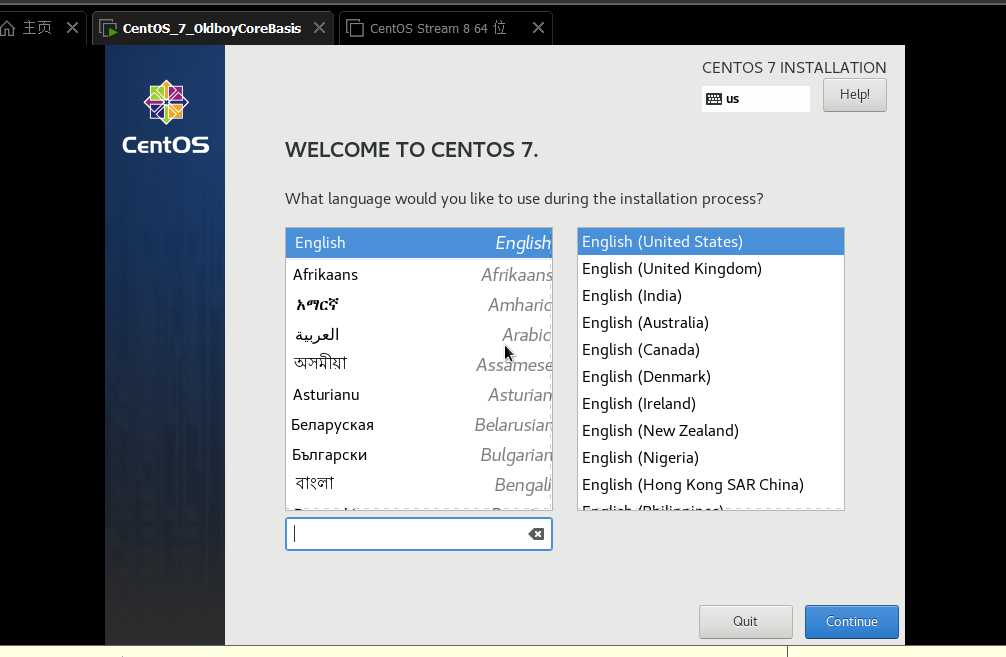 主页
CentOS_7_OldboyCoreBasis
CentOS Stream 8 64 位
CentOS
CENTOS 7 INSTALLATION
us
Help!
WELCOME TO CENTOS 7.
What language would you like to use during the installation process?
English English
Afrikaans Afrikaans
አማርኛ Amharic
العربية Arabic
অসমীয়া Assamese
Asturianu Asturian
Беларуская Belarusian
Български Bulgarian
বাংলা Bengali
English (United States)
English (United Kingdom)
English (India)
English (Australia)
English (Canada)
English (Denmark)
English (Ireland)
English (New Zealand)
English (Nigeria)
English (Hong Kong SAR China)
English (Philippines)
Quit
Continue